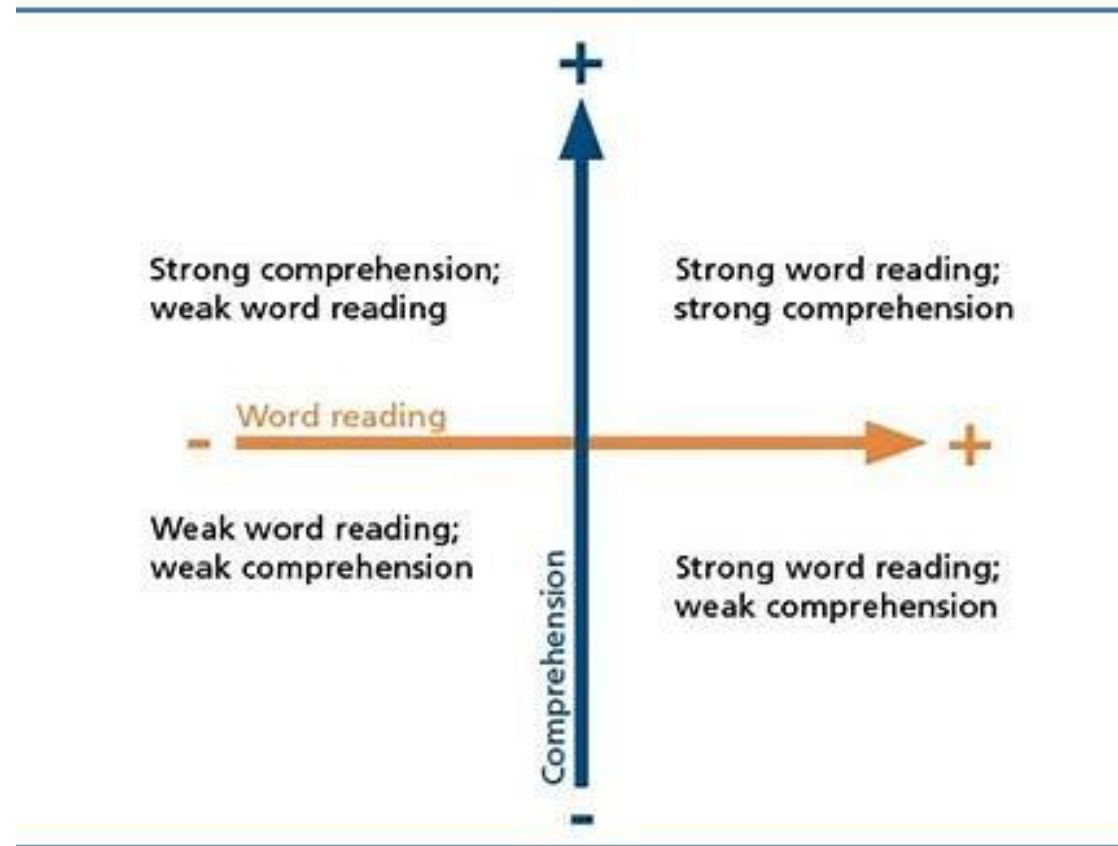 +
Strong comprehension;
weak word reading
Strong word reading;
strong comprehension
Word reading
-
+
Weak word reading;
weak comprehension
Strong word reading;
weak comprehension
Comprehension
-